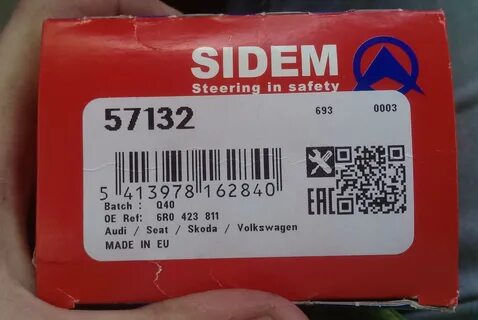 SIDEM
Steering in safety
57132 693 0003
5 413978 162840
Batch : Q40
OE Ref: 6R0 423 811
Audi / Seat / Skoda / Volkswagen
MADE IN EU
EAC